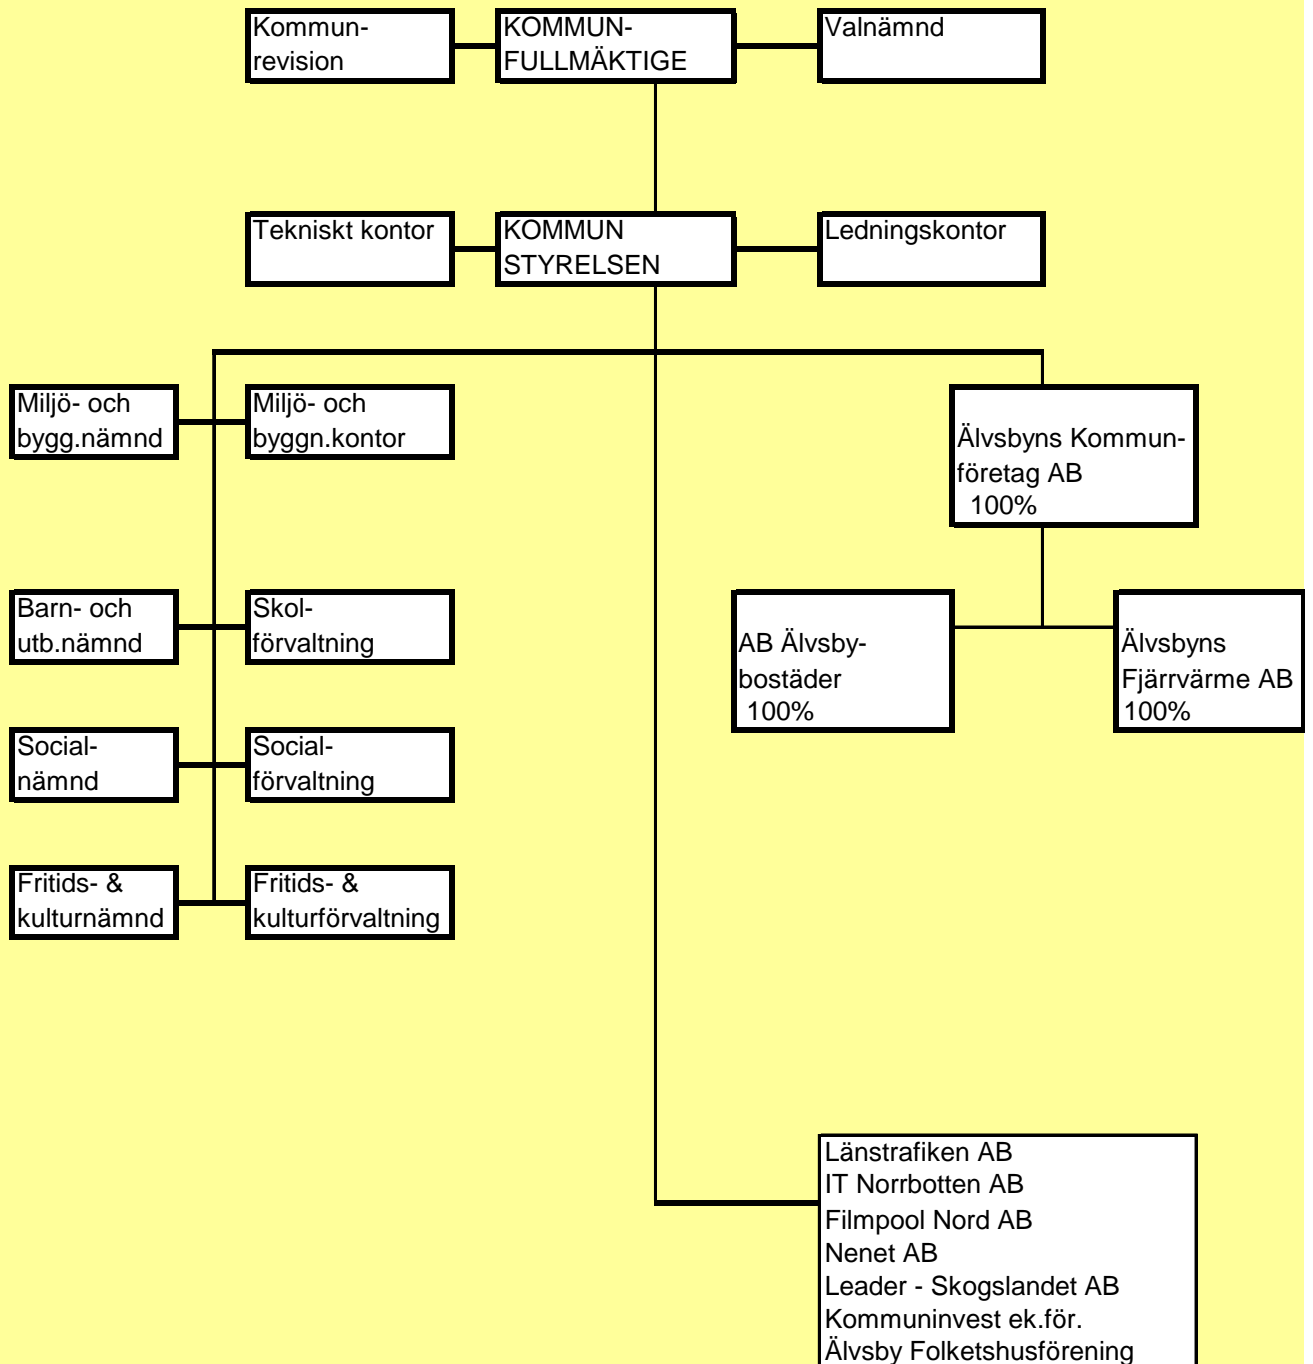 Kommun-
revision
KOMMUN-
FULLMÄKTIGE
Valnämnd
Tekniskt kontor
KOMMUN
STYRELSEN
Ledningskontor
Miljö- och
bygg.nämnd
Miljö- och
byggn.kontor
Älvsbyns Kommun-
företag AB
100%
Barn- och
utb.nämnd
Skol-
förvaltning
AB Älvsby-
bostäder
100%
Älvsbyns
Fjärrvärme AB
100%
Social-
nämnd
Social-
förvaltning
Fritids- &
kulturnämnd
Fritids- &
kulturförvaltning
Länstrafiken AB
IT Norrbotten AB
Filmpool Nord AB
Nenet AB
Leader - Skogslandet AB
Kommuninvest ek.för.
Älvsby Folketshusförening